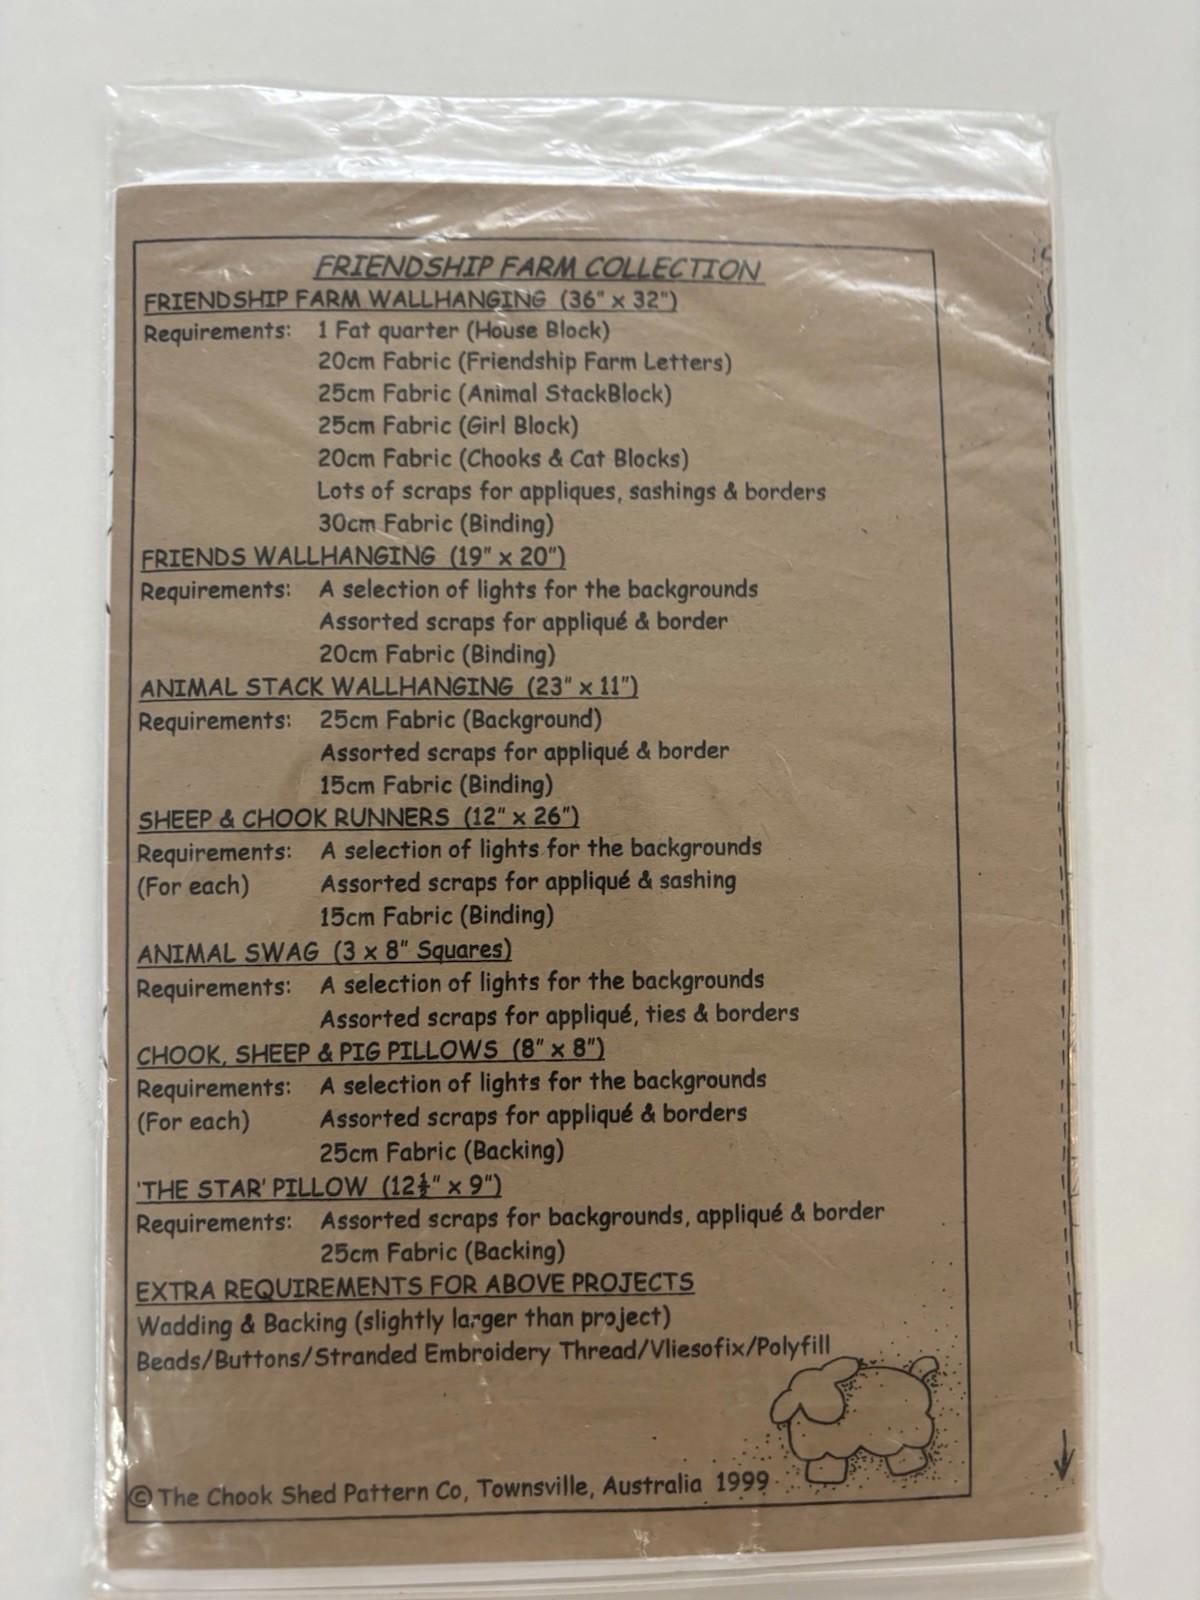 FRIENDSHIP FARM COLLECTION
FRIENDSHIP FARM WALLHANGING (36" x 32")
Requirements: 1 Fat quarter (House Block)
20cm Fabric (Friendship Farm Letters)
25cm Fabric (Animal StackBlock)
25cm Fabric (Girl Block)
20cm Fabric (Chooks & Cat Blocks)
Lots of scraps for appliques, sashings & borders
30cm Fabric (Binding)
FRIENDS WALLHANGING (19" x 20")
Requirements: A selection of lights for the backgrounds
Assorted scraps for appliqué & border
20cm Fabric (Binding)
ANIMAL STACK WALLHANGING (23" x 11")
Requirements: 25cm Fabric (Background)
Assorted scraps for appliqué & border
15cm Fabric (Binding)
SHEEP & CHOOK RUNNERS (12" x 26")
Requirements: A selection of lights for the backgrounds
(For each) Assorted scraps for appliqué & sashing
15cm Fabric (Binding)
ANIMAL SWAG (3 x 8" Squares)
Requirements: A selection of lights for the backgrounds
Assorted scraps for appliqué, ties & borders
CHOOK, SHEEP & PIG PILLOWS (8" x 8")
Requirements: A selection of lights for the backgrounds
(For each) Assorted scraps for appliqué & borders
25cm Fabric (Backing)
'THE STAR' PILLOW (12½" x 9")
Requirements: Assorted scraps for backgrounds, appliqué & border
25cm Fabric (Backing)
EXTRA REQUIREMENTS FOR ABOVE PROJECTS
Wadding & Backing (slightly larger than project)
Beads/Buttons/Stranded Embroidery Thread/Vliesofix/Polyfill
© The Chook Shed Pattern Co, Townsville, Australia 1999